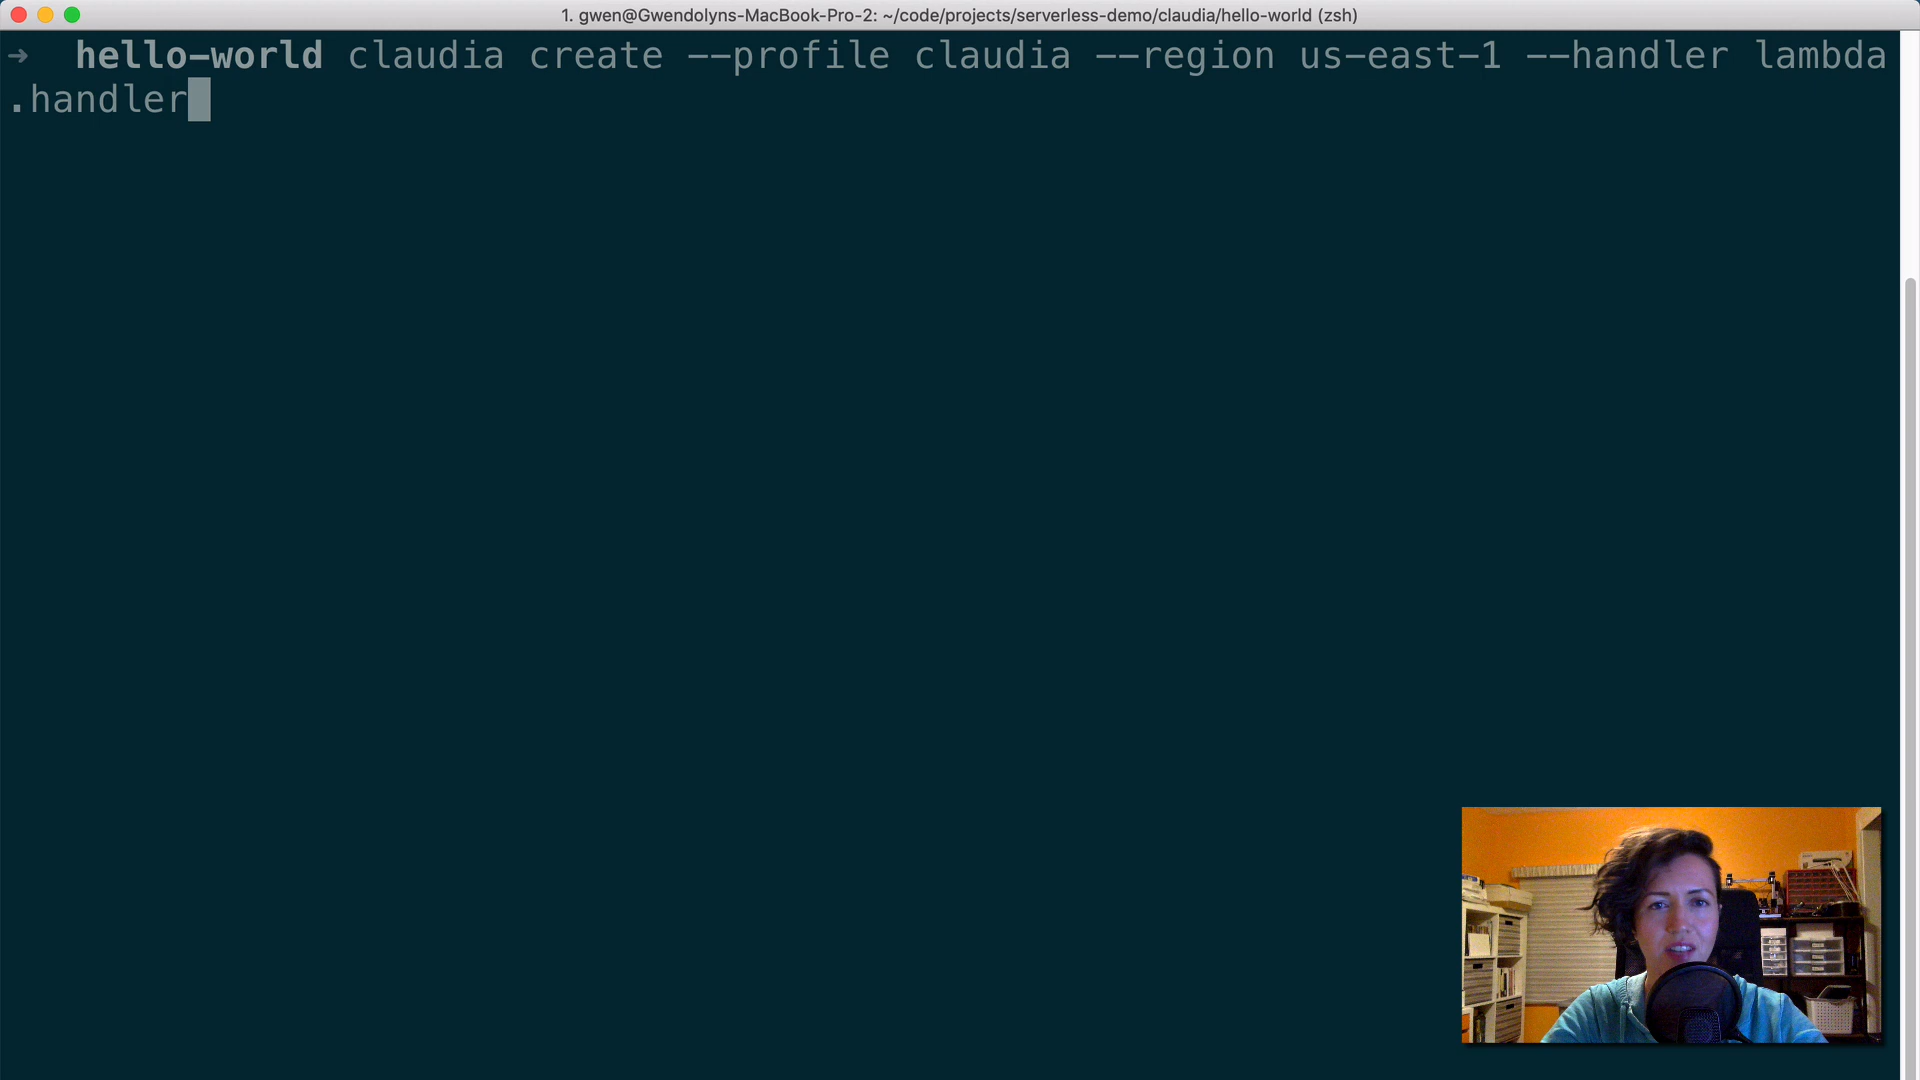 1. gwen@Gwendolyns-MacBook-Pro-2: ~/code/projects/serverless-demo/claudia/hello-world (zsh)
➜ hello-world claudia create --profile claudia --region us-east-1 --handler lambda
.handler